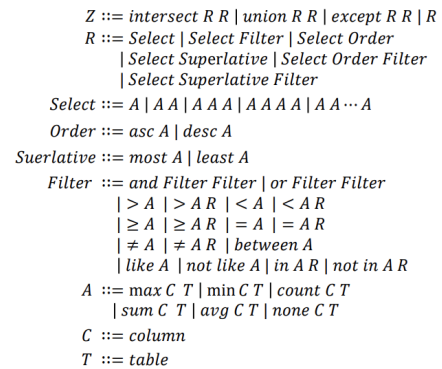 Z ::= intersect R R | union R R | except R R | R
R ::= Select | Select Filter | Select Order
| Select Superlative | Select Order Filter
| Select Superlative Filter
Select ::= A | A A | A A A | A A A A | A A ⋯ A
Order ::= asc A | desc A
Suerlative ::= most A | least A
Filter ::= and Filter Filter | or Filter Filter
| > A | > A R | < A | < A R
| ≥ A | ≥ A R | = A | = A R
| ≠ A | ≠ A R | between A
| like A | not like A | in A R | not in A R
A ::= max C T | min C T | count C T
| sum C T | avg C T | none C T
C ::= column
T ::= table